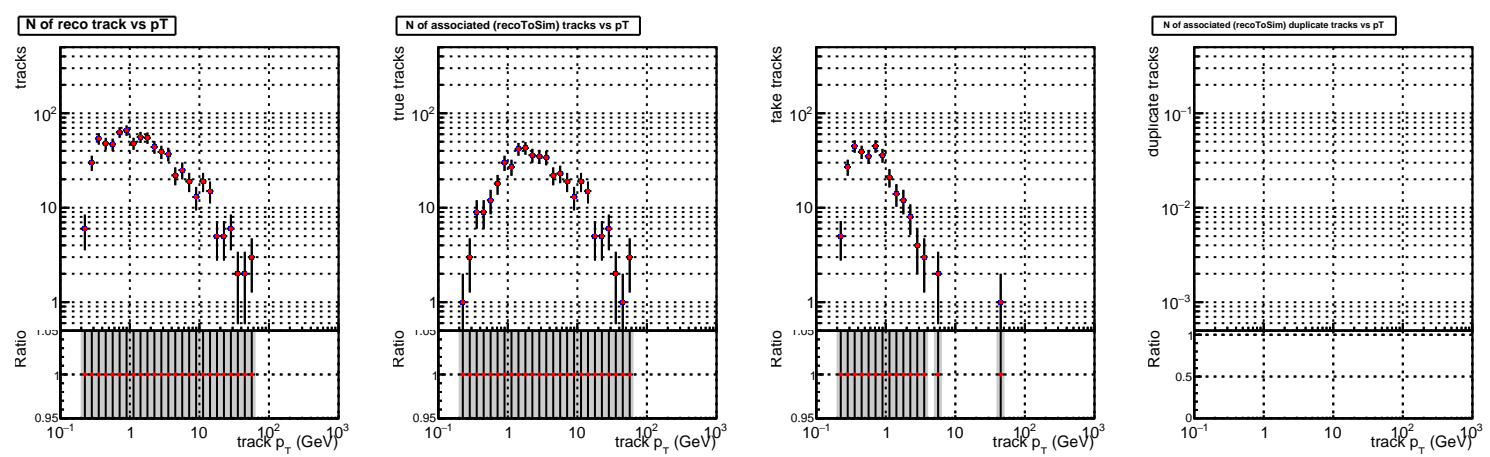 N of reco track vs pT
tracks
10²
10
1
Ratio
1.05
1
0.95
10⁻¹ 1 10 10² 10³
track p_T (GeV)
N of associated (recoToSim) tracks vs pT
true tracks
10²
10
1
Ratio
1.05
1
0.95
10⁻¹ 1 10 10² 10³
track p_T (GeV)
fake tracks
10²
10
1
Ratio
1.05
1
0.95
10⁻¹ 1 10 10² 10³
track p_T (GeV)
N of associated (recoToSim) duplicate tracks vs pT
duplicate tracks
10⁻¹
10⁻²
10⁻³
Ratio
1
0.5
0
10⁻¹ 1 10 10² 10³
track p_T (GeV)